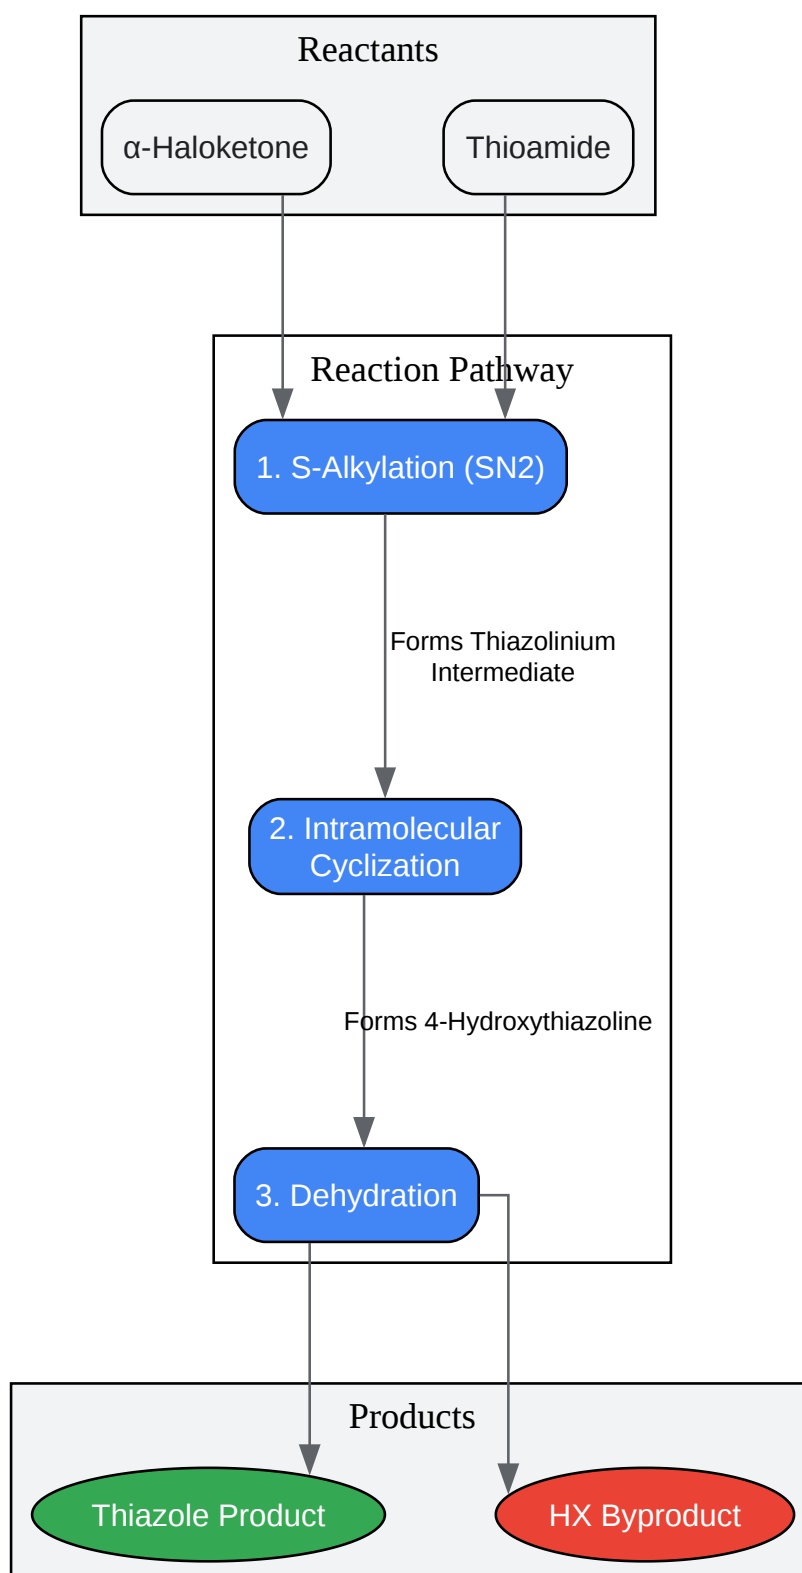 Reactants
α-Haloketone
Thioamide
Reaction Pathway
1. S-Alkylation (SN2)
Forms Thiazolinium
Intermediate
2. Intramolecular
Cyclization
Forms 4-Hydroxythiazoline
3. Dehydration
Products
Thiazole Product
HX Byproduct